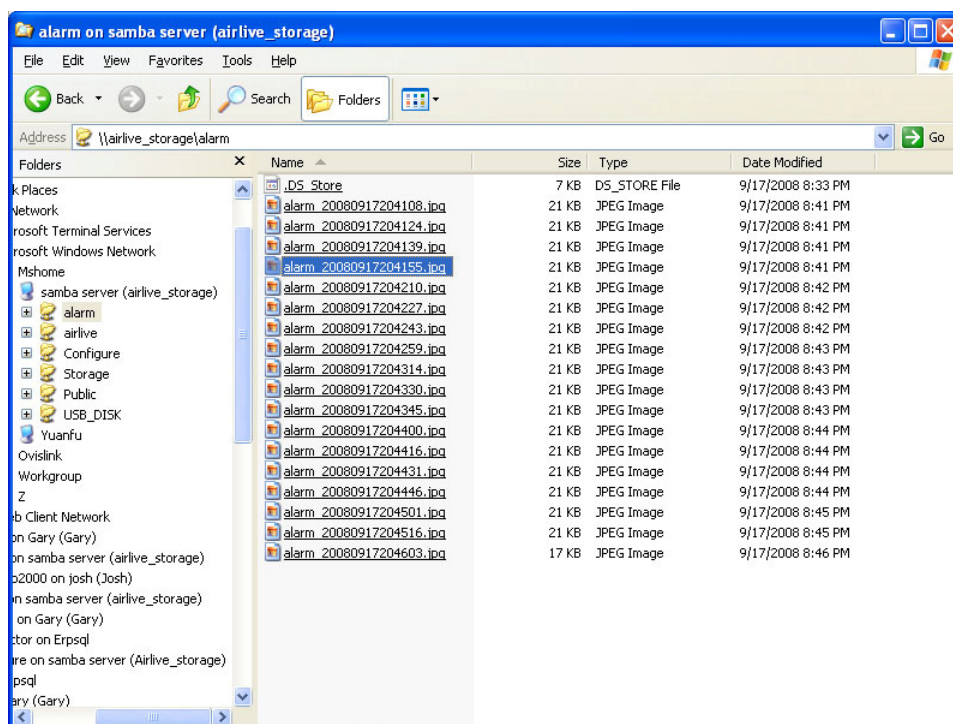 alarm on samba server (airlive_storage)
File Edit View Favorites Tools Help
Back Search Folders
Address \\airlive_storage\alarm Go
Folders
k Places
Network
rosoft Terminal Services
rosoft Windows Network
Mshome
samba server (airlive_storage)
alarm
airlive
Configure
Storage
Public
USB_DISK
Yuanfu
Ovislink
Workgroup
Z
eb Client Network
on Gary (Gary)
on samba server (airlive_storage)
o2000 on josh (Josh)
on samba server (airlive_storage)
on Gary (Gary)
ctor on Erpsql
ire on samba server (Airlive_storage)
psql
ary (Gary)
Name Size Type Date Modified
.DS_Store 7 KB DS_STORE File 9/17/2008 8:33 PM
alarm_20080917204108.jpg 21 KB JPEG Image 9/17/2008 8:41 PM
alarm_20080917204124.jpg 21 KB JPEG Image 9/17/2008 8:41 PM
alarm_20080917204139.jpg 21 KB JPEG Image 9/17/2008 8:41 PM
alarm_20080917204155.jpg 21 KB JPEG Image 9/17/2008 8:41 PM
alarm_20080917204210.jpg 21 KB JPEG Image 9/17/2008 8:42 PM
alarm_20080917204227.jpg 21 KB JPEG Image 9/17/2008 8:42 PM
alarm_20080917204243.jpg 21 KB JPEG Image 9/17/2008 8:42 PM
alarm_20080917204259.jpg 21 KB JPEG Image 9/17/2008 8:43 PM
alarm_20080917204314.jpg 21 KB JPEG Image 9/17/2008 8:43 PM
alarm_20080917204330.jpg 21 KB JPEG Image 9/17/2008 8:43 PM
alarm_20080917204345.jpg 21 KB JPEG Image 9/17/2008 8:43 PM
alarm_20080917204400.jpg 21 KB JPEG Image 9/17/2008 8:44 PM
alarm_20080917204416.jpg 21 KB JPEG Image 9/17/2008 8:44 PM
alarm_20080917204431.jpg 21 KB JPEG Image 9/17/2008 8:44 PM
alarm_20080917204446.jpg 21 KB JPEG Image 9/17/2008 8:44 PM
alarm_20080917204501.jpg 21 KB JPEG Image 9/17/2008 8:45 PM
alarm_20080917204516.jpg 21 KB JPEG Image 9/17/2008 8:45 PM
alarm_20080917204603.jpg 17 KB JPEG Image 9/17/2008 8:46 PM